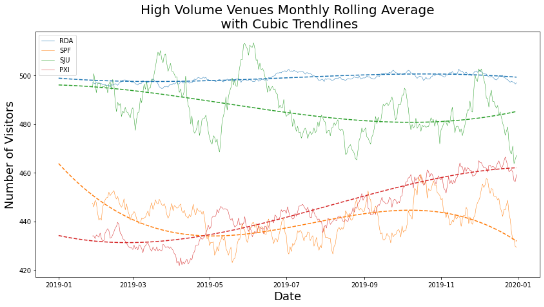 High Volume Venues Monthly Rolling Average
with Cubic Trendlines
RDA
SPF
SJU
PXI
Number of Visitors
500
480
460
440
420
2019-01
2019-03
2019-05
2019-07
2019-09
2019-11
2020-01
Date